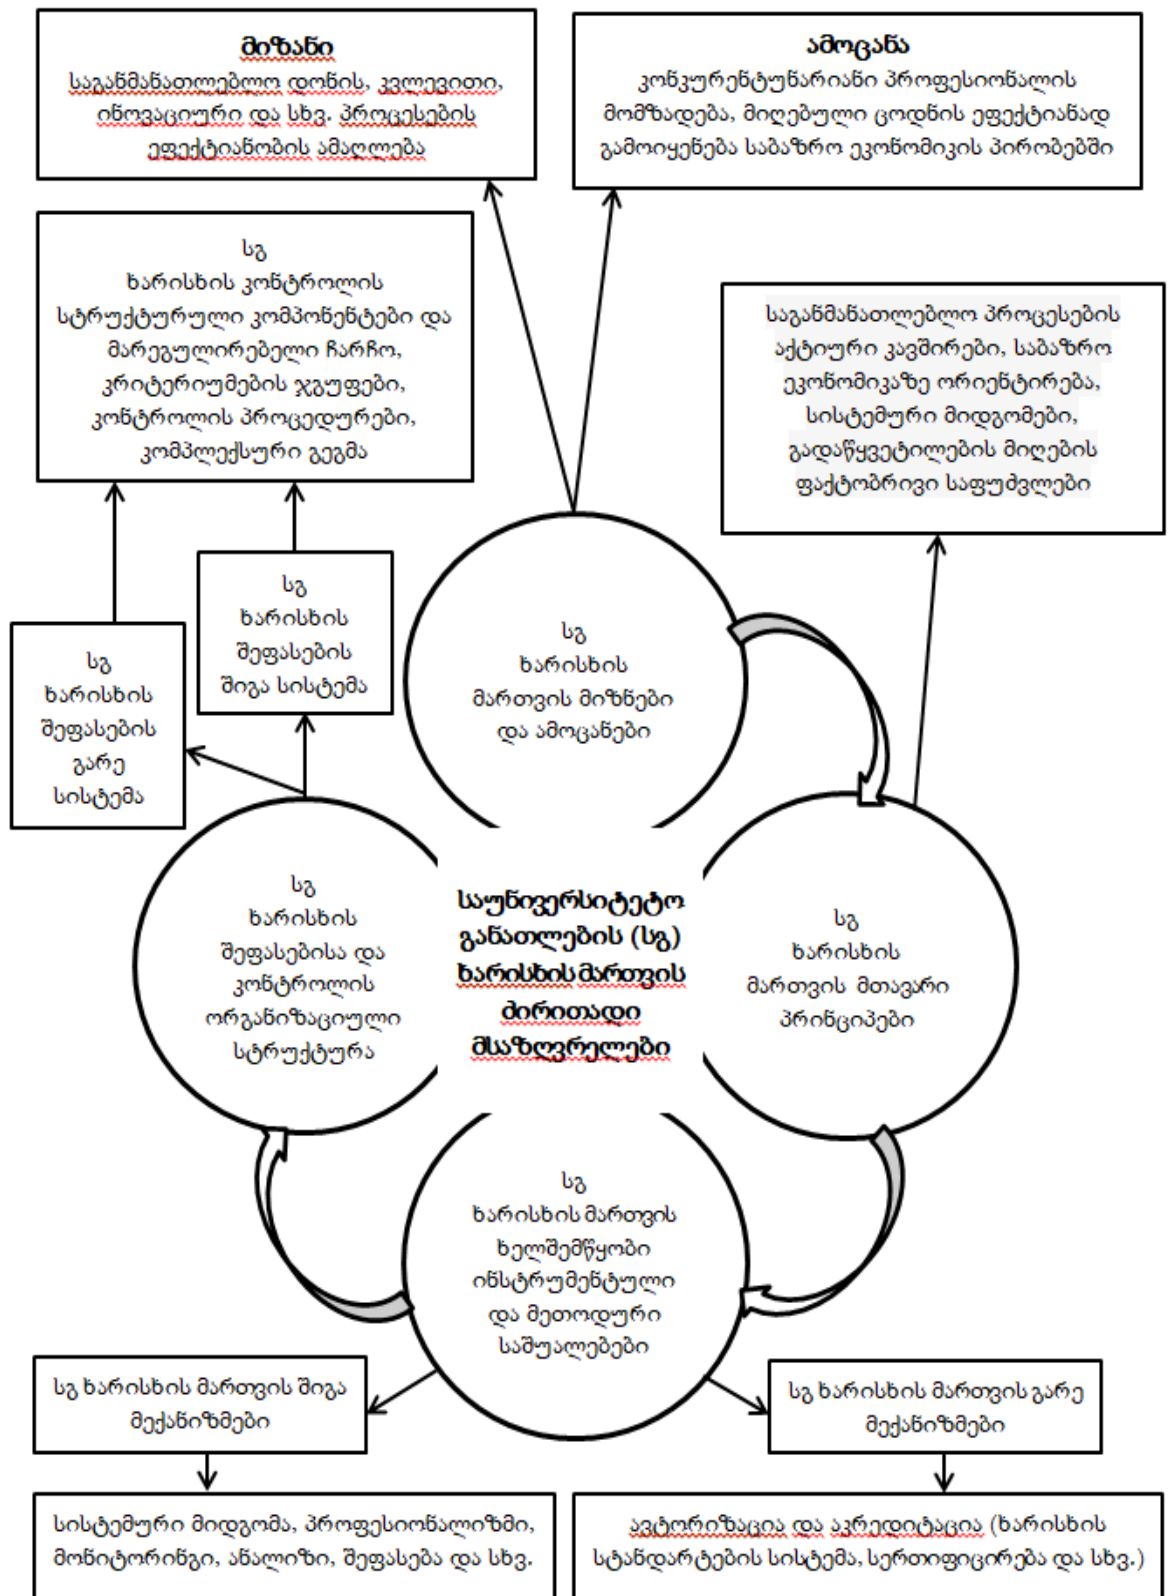 მიზანი
საგანმანათლებლო დონის, კვლევითი,
ინოვაციური და სხვ. პროცესების
ეფექტიანობის ამაღლება
ამოცანა
კონკურენტუნარიანი პროფესიონალის
მომზადება, მიღებული ცოდნის ეფექტიანად
გამოიყენება საბაზრო ეკონომიკის პირობებში
სგ
ხარისხის კონტროლის
სტრუქტურული კომპონენტები და
მარეგულირებელი ჩარჩო,
კრიტერიუმების ჯგუფები,
კონტროლის პროცედურები,
კომპლექსური გეგმა
საგანმანათლებლო პროცესების
აქტიური კავშირები, საბაზრო
ეკონომიკაზე ორიენტირება,
სისტემური მიდგომები,
გადაწყვეტილების მიღების
ფაქტობრივი საფუძვლები
სგ
ხარისხის
შეფასების
შიგა სისტემა
სგ
ხარისხის
შეფასების
გარე
სისტემა
სგ
ხარისხის
მართვის მიზნები
და ამოცანები
სგ
ხარისხის
შეფასებისა და
კონტროლის
ორგანიზაციული
სტრუქტურა
საუნივერსიტეტო
განათლების (სგ)
ხარისხის მართვის
ძირითადი
მსაზღვრელები
სგ
ხარისხის
მართვის მთავარი
პრინციპები
სგ
ხარისხის მართვის
ხელშემწყობი
ინსტრუმენტული
და მეთოდური
საშუალებები
სგ ხარისხის მართვის შიგა
მექანიზმები
სგ ხარისხის მართვის გარე
მექანიზმები
სისტემური მიდგომა, პროფესიონალიზმი,
მონიტორინგი, ანალიზი, შეფასება და სხვ.
ავტორიზაცია და აკრედიტაცია (ხარისხის
სტანდარტების სისტემა, სერთიფიცირება და სხვ.)